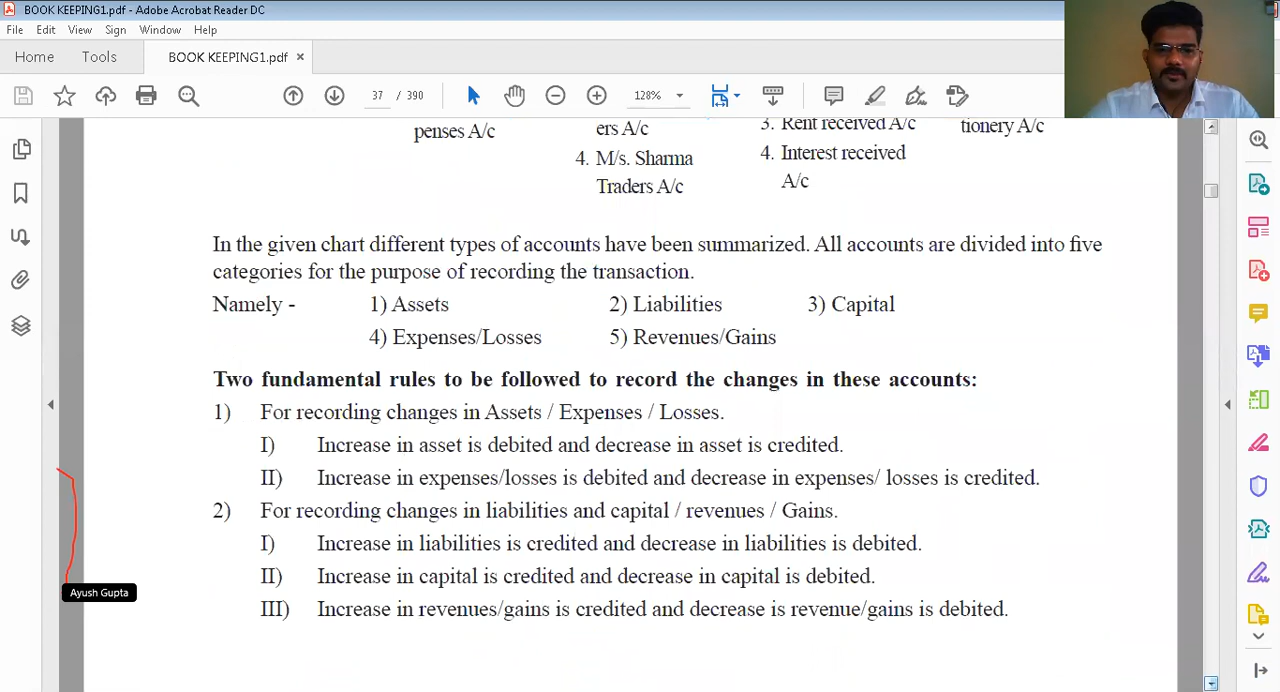 BOOK KEEPING1.pdf - Adobe Acrobat Reader DC
File Edit View Sign Window Help
Home Tools BOOK KEEPING1.pdf ×
37 / 390 128%
penses A/c
ers A/c
4. M/s. Sharma
Traders A/c
3. Rent received A/c
4. Interest received
A/c
tionery A/c
In the given chart different types of accounts have been summarized. All accounts are divided into five
categories for the purpose of recording the transaction.
Namely - 1) Assets 2) Liabilities 3) Capital
4) Expenses/Losses 5) Revenues/Gains
Two fundamental rules to be followed to record the changes in these accounts:
1) For recording changes in Assets / Expenses / Losses.
I) Increase in asset is debited and decrease in asset is credited.
II) Increase in expenses/losses is debited and decrease in expenses/ losses is credited.
2) For recording changes in liabilities and capital / revenues / Gains.
I) Increase in liabilities is credited and decrease in liabilities is debited.
II) Increase in capital is credited and decrease in capital is debited.
III) Increase in revenues/gains is credited and decrease is revenue/gains is debited.
Ayush Gupta